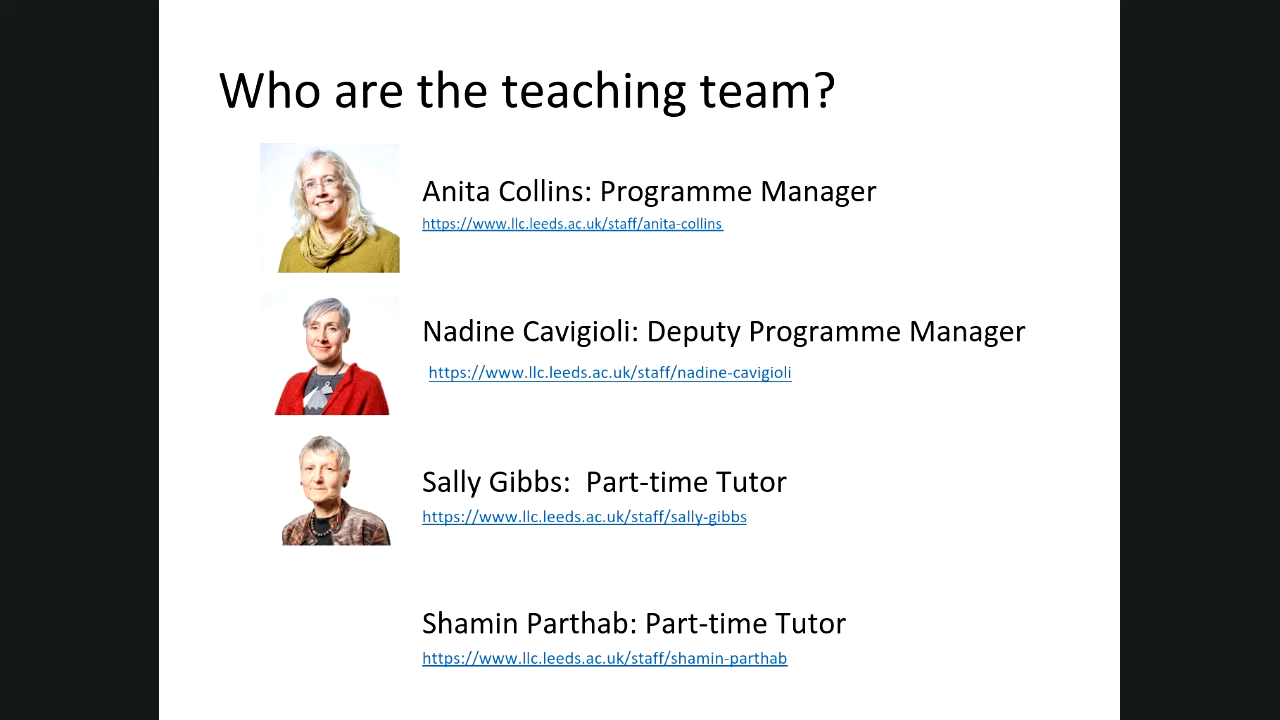 Who are the teaching team?
Anita Collins: Programme Manager
https://www.llc.leeds.ac.uk/staff/anita-collins
Nadine Cavigioli: Deputy Programme Manager
https://www.llc.leeds.ac.uk/staff/nadine-cavigioli
Sally Gibbs:  Part-time Tutor
https://www.llc.leeds.ac.uk/staff/sally-gibbs
Shamin Parthab: Part-time Tutor
https://www.llc.leeds.ac.uk/staff/shamin-parthab